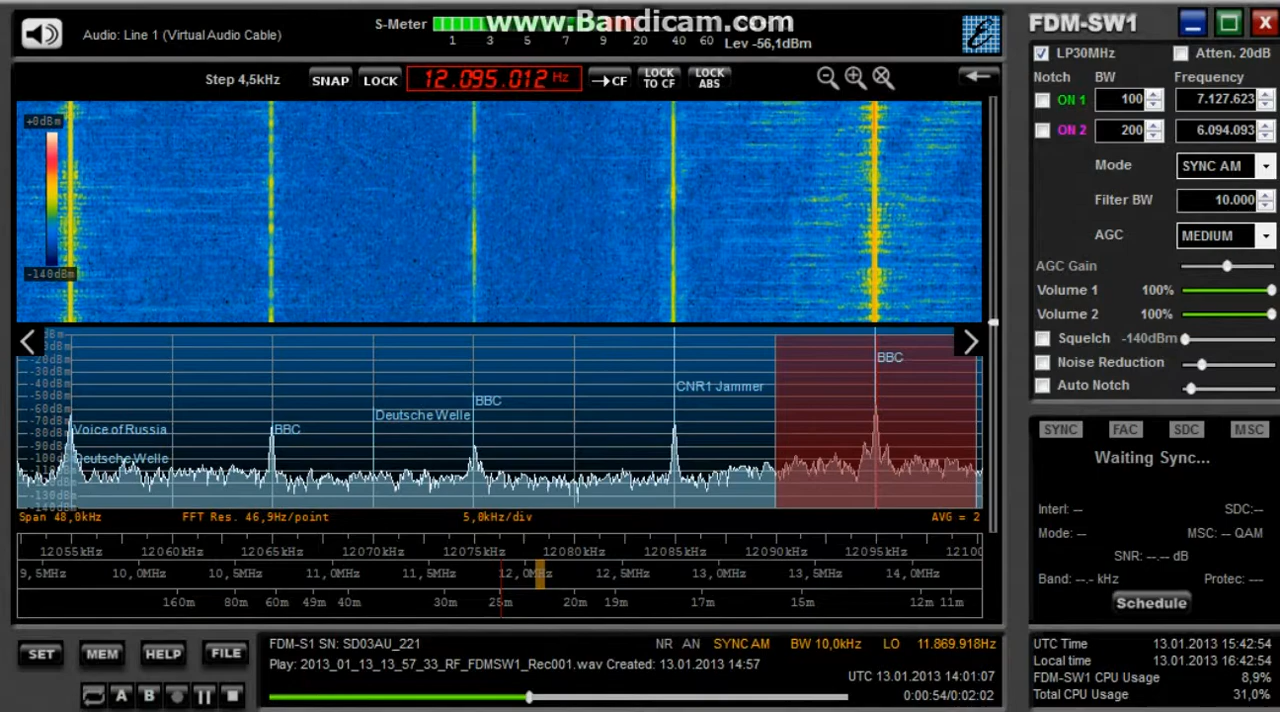 www.Bandicam.com
FDM-SW1
Audio: Line 1 (Virtual Audio Cable)
S-Meter
1 3 5 7 9 20 40 60 Lev -56,1dBm
LP30MHz Atten. 20dB
Step 4,5kHz SNAP LOCK 12.095.012 Hz →CF LOCK TO CF LOCK ABS
Notch BW Frequency
ON 1 100 7.127.623
ON 2 200 6.094.093
Mode SYNC AM
Filter BW 10.000
AGC MEDIUM
AGC Gain
Volume 1 100%
Volume 2 100%
Squelch -140dBm
Noise Reduction
Auto Notch
+0dBm
-140dBm
BBC
CNR1 Jammer
BBC
Deutsche Welle
Voice of Russia BBC
Deutsche Welle
Span 48,0kHz FFT Res. 46,9Hz/point 5,0kHz/div AVG = 2
12055kHz 12060kHz 12065kHz 12070kHz 12075kHz 12080kHz 12085kHz 12090kHz 12095kHz 12100
9,5MHz 10,0MHz 10,5MHz 11,0MHz 11,5MHz 12,0MHz 12,5MHz 13,0MHz 13,5MHz 14,0MHz
160m 80m 60m 49m 40m 30m 25m 20m 19m 17m 15m 12m 11m
SYNC FAC SDC MSC
Waiting Sync...
Interl: -- SDC:--
Mode: -- MSC: -- QAM
SNR: --.-- dB
Band: --.- kHz Protec: ---
Schedule
SET MEM HELP FILE
A B
FDM-S1 SN: SD03AU_221 NR AN SYNC AM BW 10,0kHz LO 11.869.918Hz
Play: 2013_01_13_13_57_33_RF_FDMSW1_Rec001.wav Created: 13.01.2013 14:57
UTC 13.01.2013 14:01:07
0:00:54/0:02:02
UTC Time 13.01.2013 15:42:54
Local time 13.01.2013 16:42:54
FDM-SW1 CPU Usage 8,9%
Total CPU Usage 31,0%